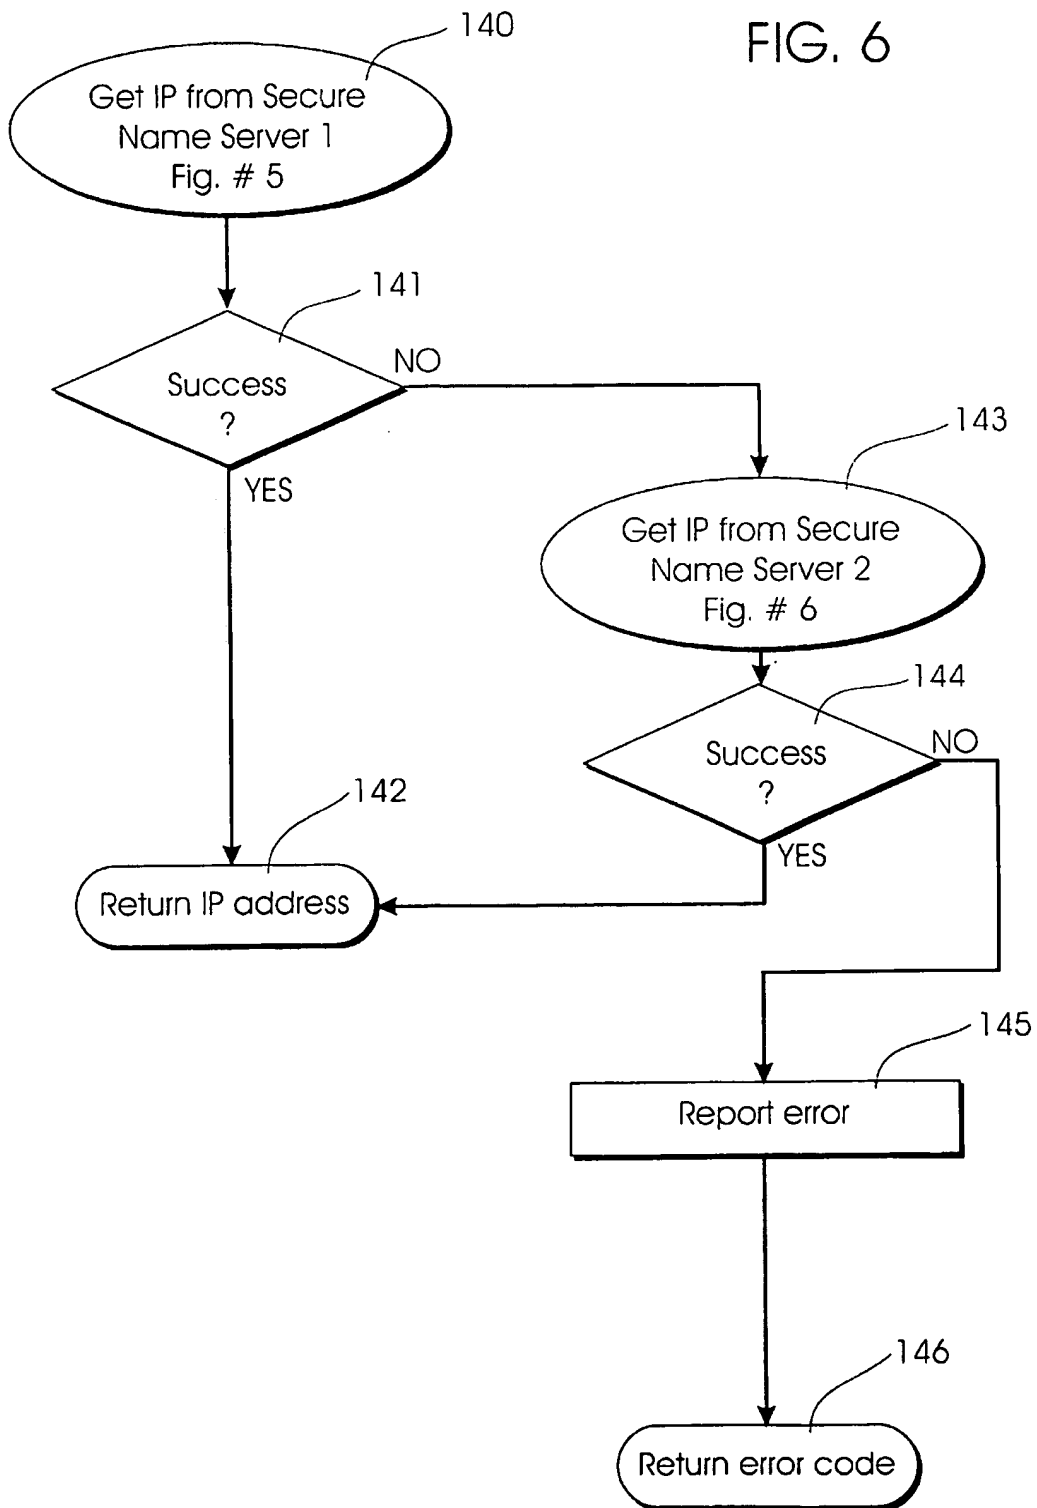 FIG. 6
140
Get IP from Secure
Name Server 1
Fig. # 5
141
Success
?
NO
YES
143
Get IP from Secure
Name Server 2
Fig. # 6
144
Success
?
NO
YES
142
Return IP address
145
Report error
146
Return error code